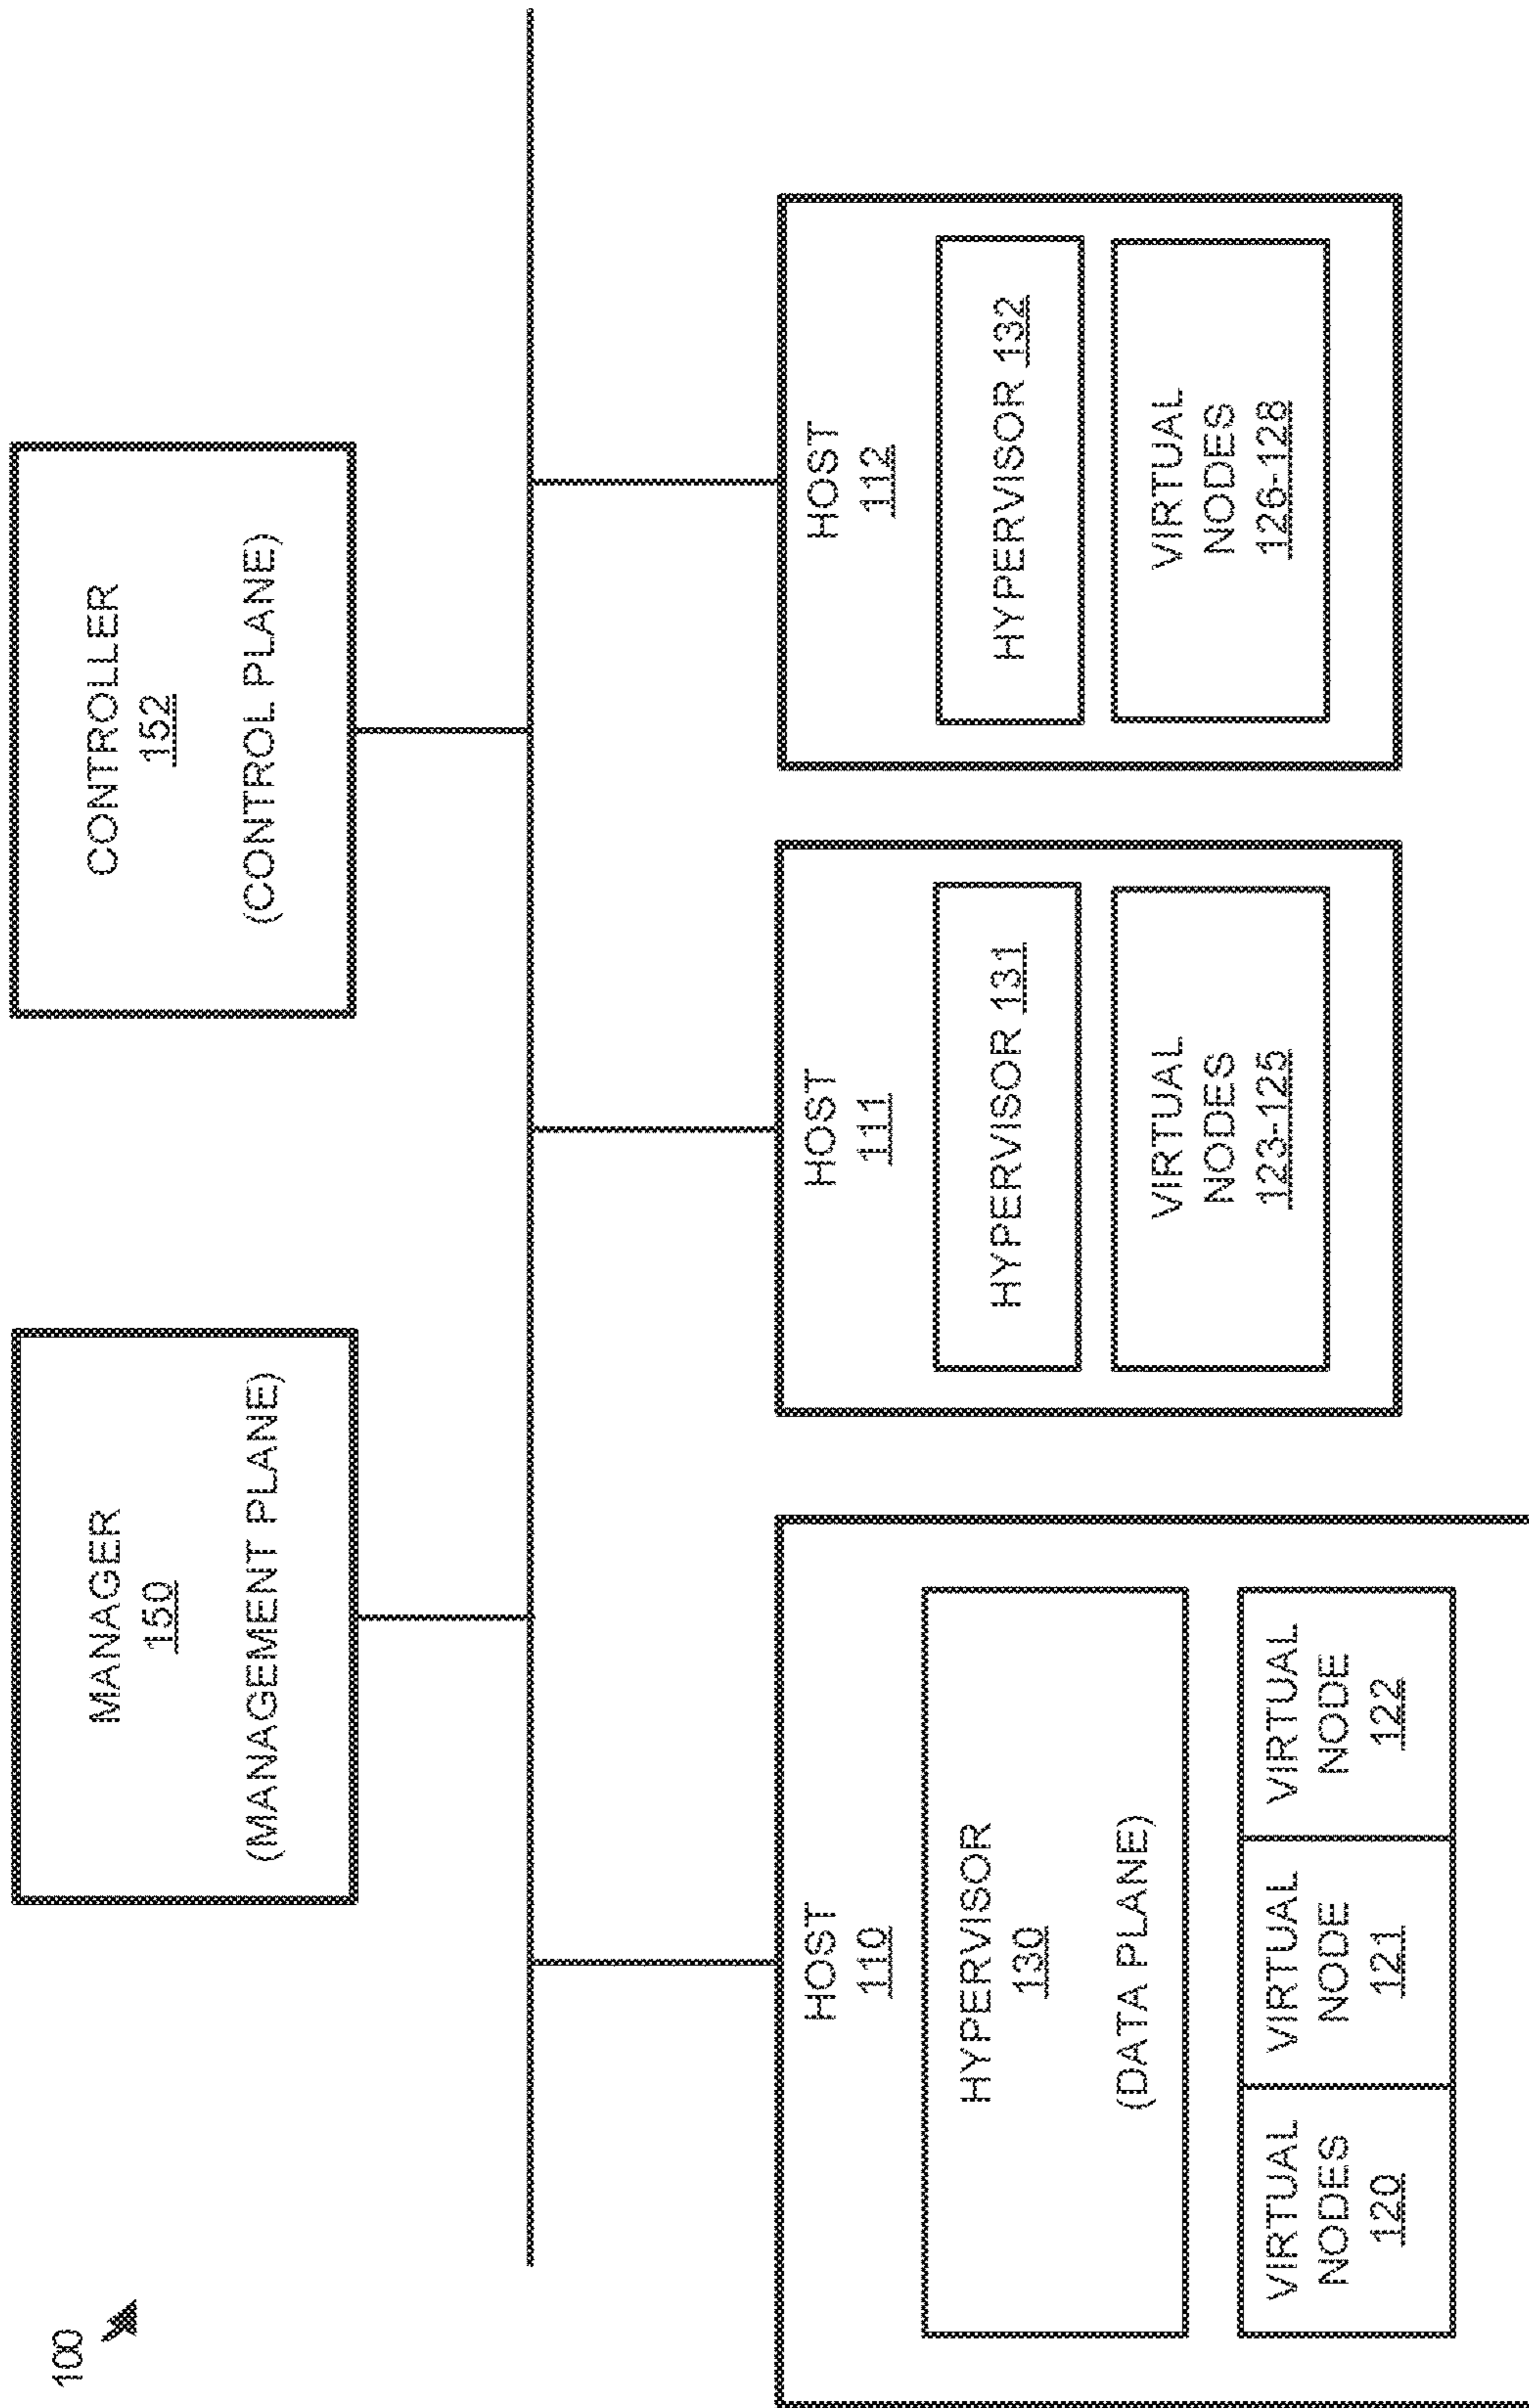 100
MANAGER
150
(MANAGEMENT PLANE)
CONTROLLER
152
(CONTROL PLANE)
HOST
110
HYPERVISOR
130
(DATA PLANE)
VIRTUAL
NODES
120
VIRTUAL
NODE
121
VIRTUAL
NODE
122
HOST
111
HYPERVISOR 131
VIRTUAL
NODES
123-125
HOST
112
HYPERVISOR 132
VIRTUAL
NODES
126-128